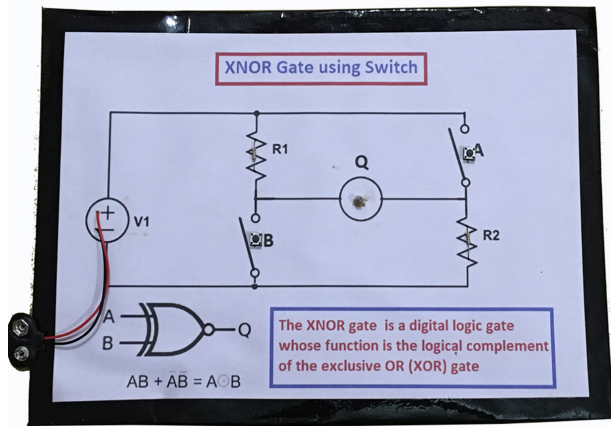 XNOR Gate using Switch
R1
A
Q
+
V1
B
R2
A
B
Q
AB + A̅B̅ = A⊙B
The XNOR gate is a digital logic gate
whose function is the logical complement
of the exclusive OR (XOR) gate